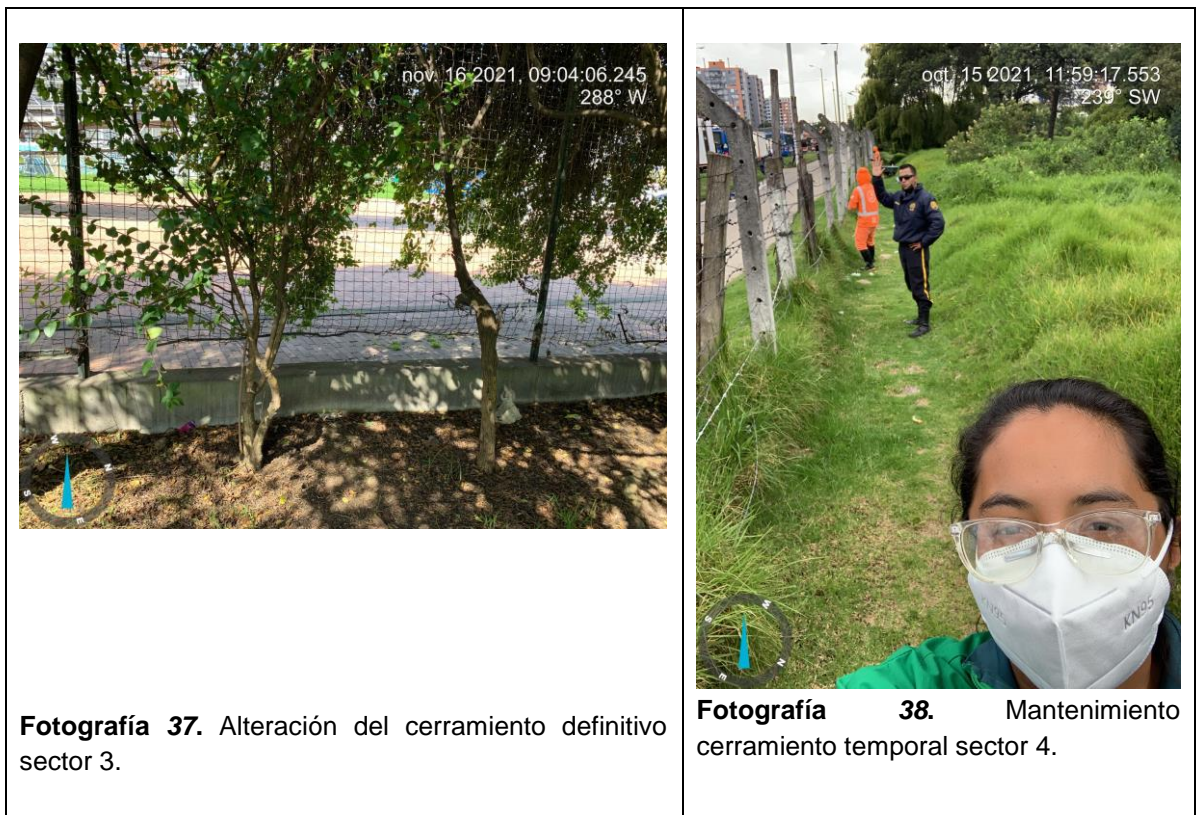 nov. 16 2021, 09:04:06.245
288° W
Fotografía 37. Alteración del cerramiento definitivo
sector 3.
oct. 15 2021, 11:59:17.553
239° SW
KN95
KN95
Fotografía 38. Mantenimiento
cerramiento temporal sector 4.